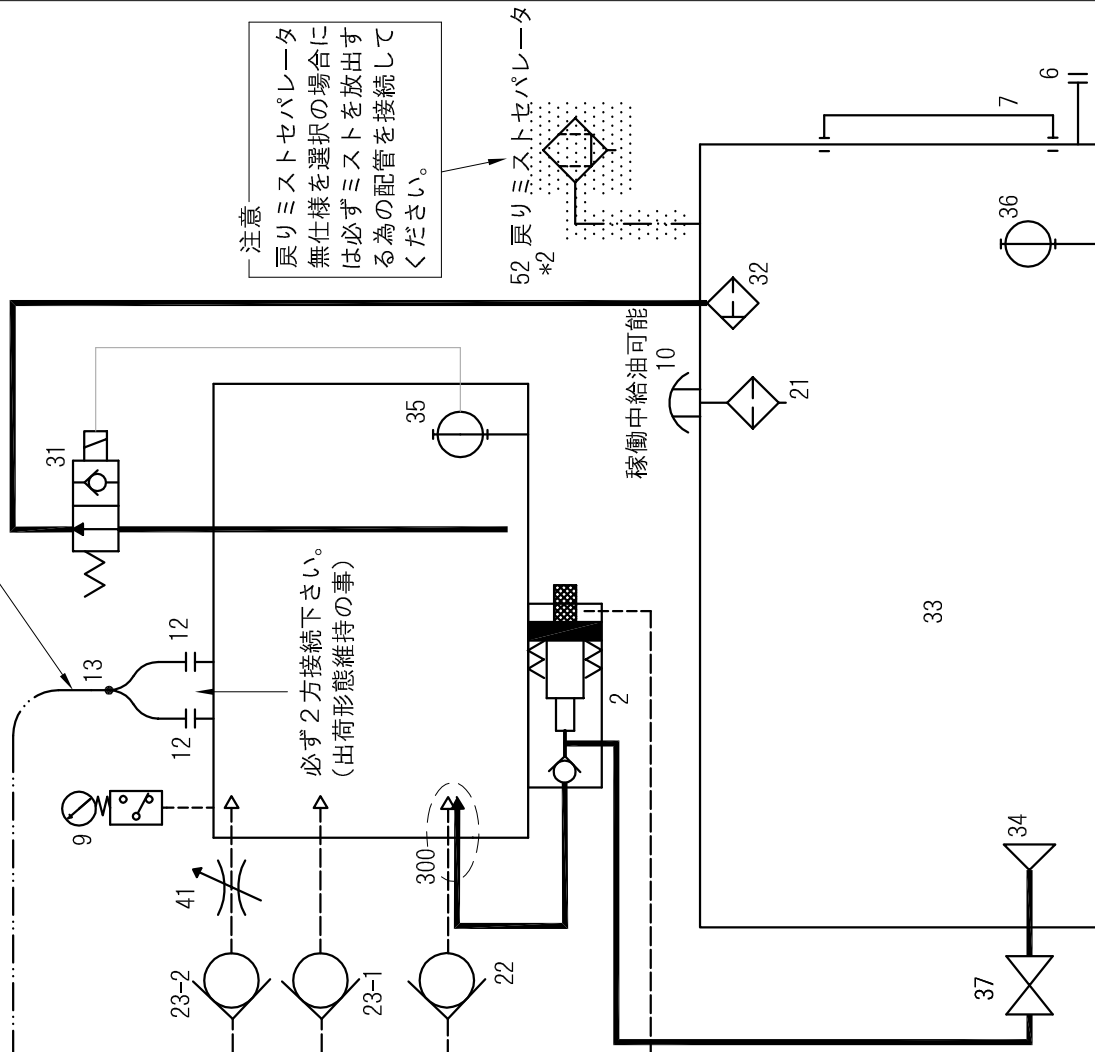 注意
戻りミストセパレータ
無仕様を選択の場合に
は必ずミストを放出す
る為の配管を接続して
ください。
52 戻りミストセパレータ
*2
6
7
36
32
稼働中給油可能
10
21
31
35
13
12
12
必ず２方接続下さい。
(出荷形態維持の事)
9
2
33
41
300
34
23-2
23-1
22
37